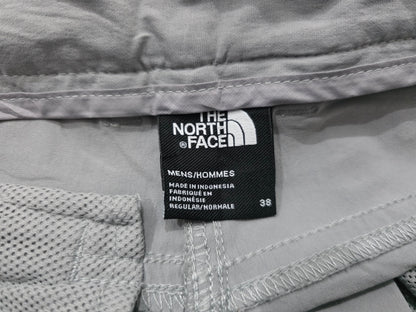 THE
NORTH
®FACE
MENS/HOMMES
MADE IN INDONESIA
FABRIQUÉ EN
INDONÉSIE
REGULAR/NORMALE 38